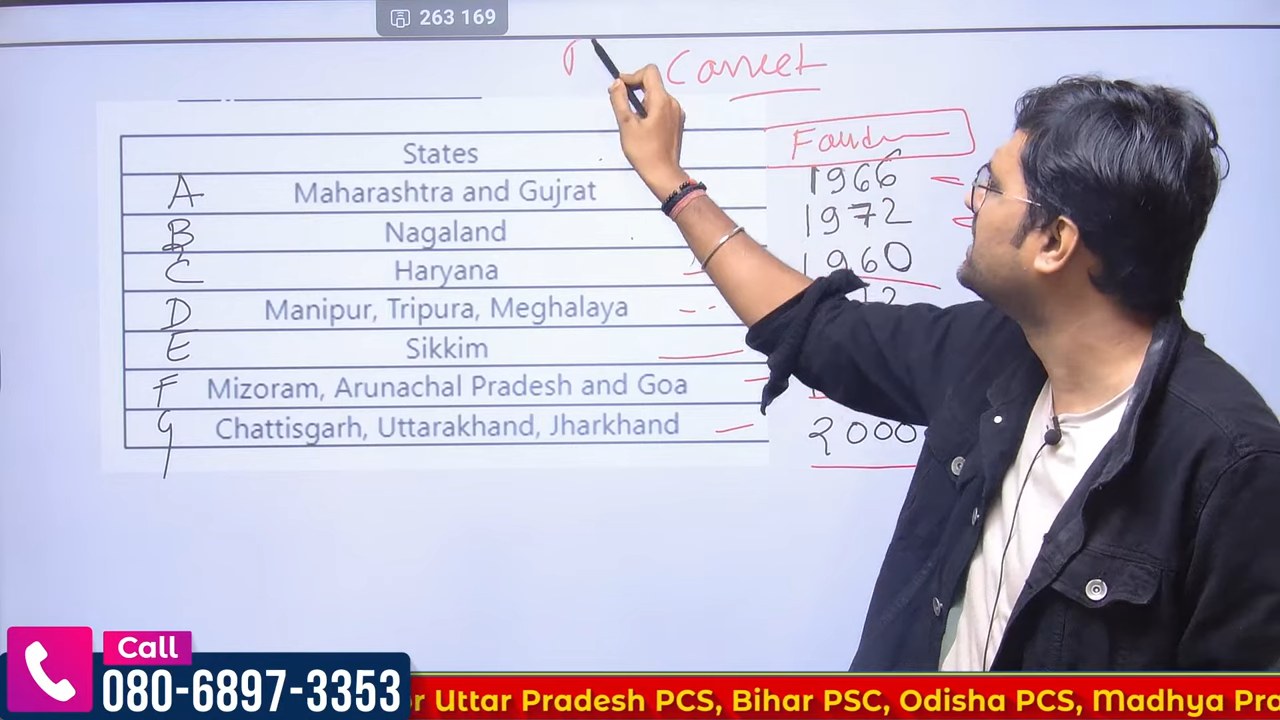 263 169
Correct
States
Found
A Maharashtra and Gujrat 1966
B Nagaland 1972
C Haryana 1960
D Manipur, Tripura, Meghalaya
E Sikkim
F Mizoram, Arunachal Pradesh and Goa
G Chattisgarh, Uttarakhand, Jharkhand 2000
Call
080-6897-3353
Uttar Pradesh PCS, Bihar PSC, Odisha PCS, Madhya